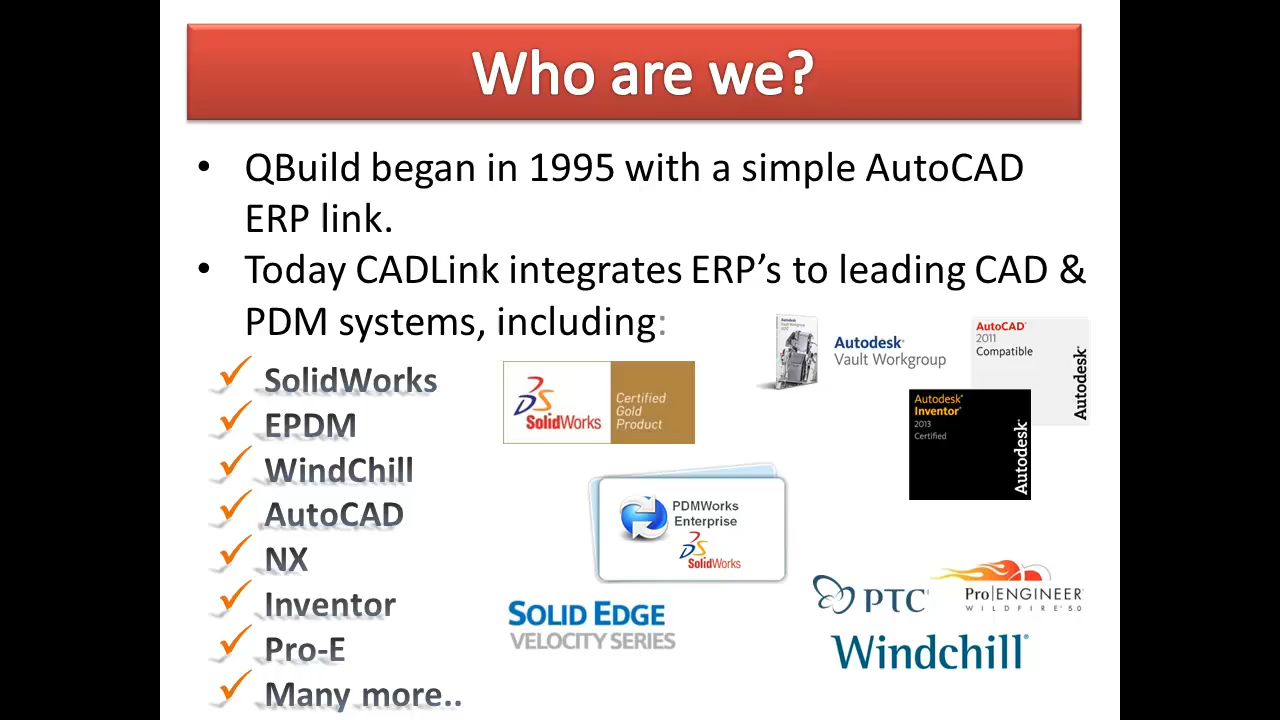 Who are we?
• QBuild began in 1995 with a simple AutoCAD
ERP link.
• Today CADLink integrates ERP’s to leading CAD &
PDM systems, including:
✓ SolidWorks
✓ EPDM
✓ WindChill
✓ AutoCAD
✓ NX
✓ Inventor
✓ Pro-E
✓ Many more..
SolidWorks
Certified
Gold
Product
Autodesk®
Vault Workgroup
AutoCAD®
2011
Compatible
Autodesk®
Autodesk®
Inventor®
2013
Certified
Autodesk®
PDMWorks
Enterprise
SolidWorks
SOLID EDGE
VELOCITY SERIES
PTC®
Pro|ENGINEER®
WILDFIRE™ 5.0
Windchill®